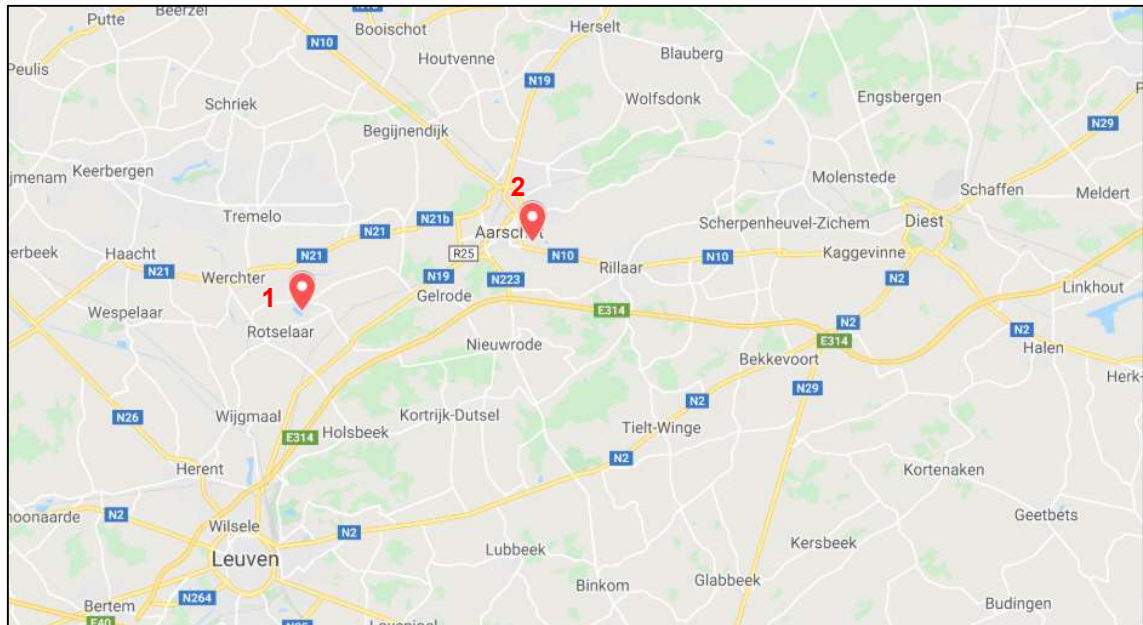 Putte
Beerzel
Booischot
N10
Herselt
Peulis
Houtvenne
Blauberg
N19
Schriek
Wolfsdonk
Engsbergen
Begijnendijk
N29
Keerbergen
Molenstede
Schaffen
Meldert
2
Tremelo
N21b
N21
Aarschot
Scherpenheuvel-Zichem
Diest
Haacht
N21
R25
N10
N10
Kaggevinne
N21
Werchter
N19
N223
Rillaar
N2
Linkhout
1
Gelrode
Wespelaar
E314
Rotselaar
N2
N2
Nieuwrode
E314
Halen
Bekkevoort
Herk-
N29
Wijgmaal
Kortrijk-Dutsel
N2
N26
Holsbeek
Tielt-Winge
E314
Herent
N2
Kortenaken
N2
Wilsele
N2
Geetbets
Leuven
Lubbeek
Kersbeek
Binkom
Glabbeek
Bertem
N264
Budingen
E40